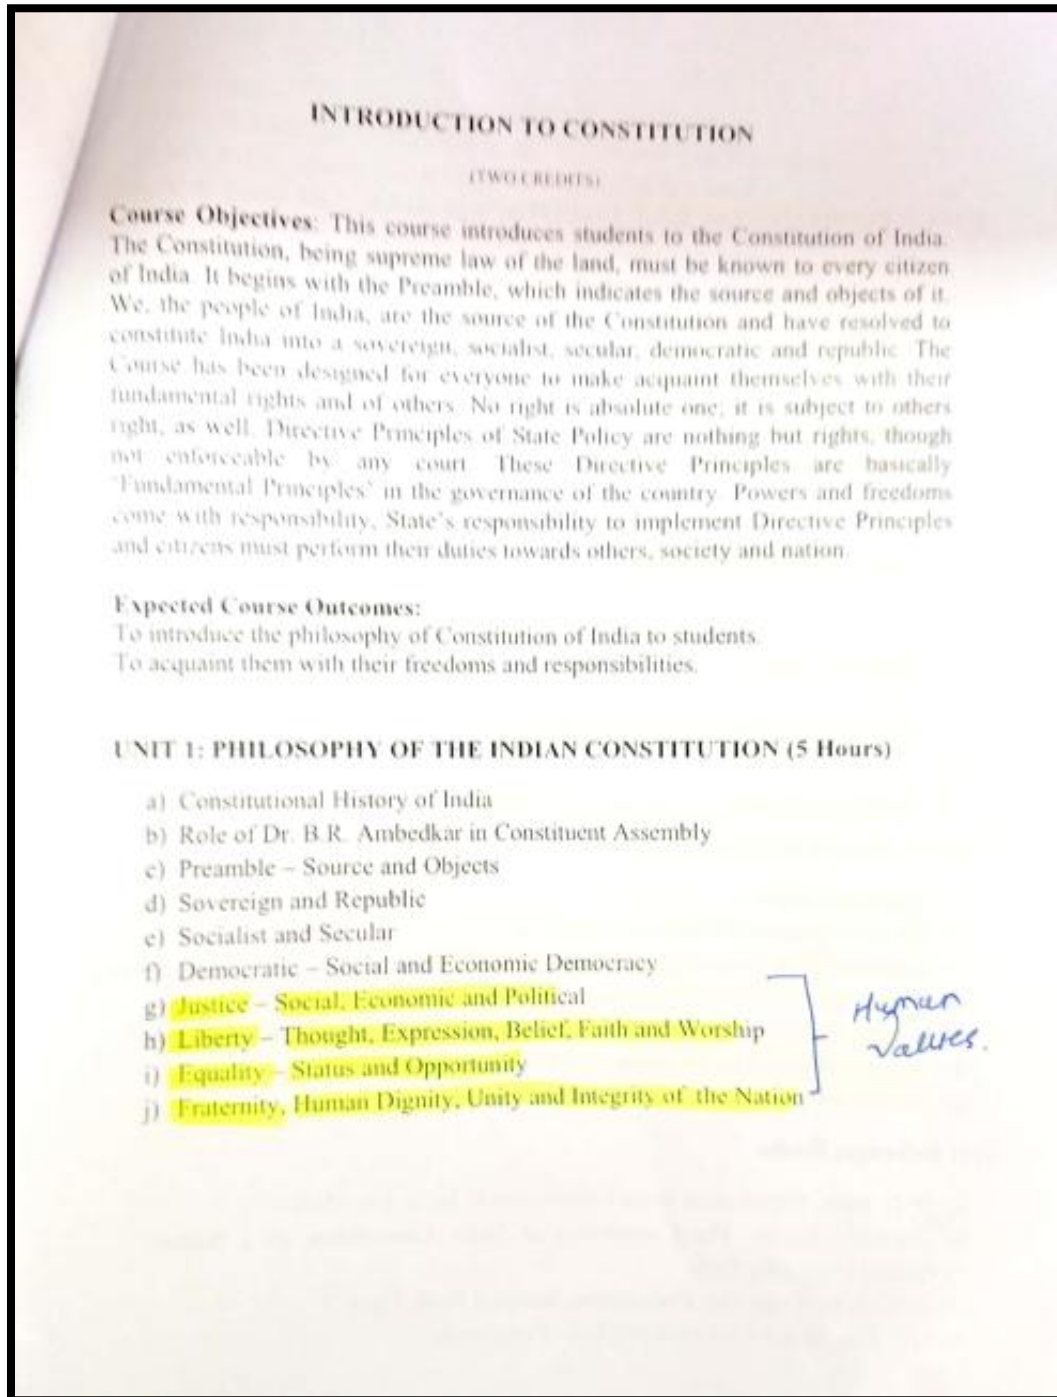 INTRODUCTION TO CONSTITUTION
(TWO CREDITS)
Course Objectives: This course introduces students to the Constitution of India.
The Constitution, being supreme law of the land, must be known to every citizen
of India. It begins with the Preamble, which indicates the source and objects of it.
We, the people of India, are the source of the Constitution and have resolved to
constitute India into a sovereign, socialist, secular, democratic and republic. The
Course has been designed for everyone to make acquaint themselves with their
fundamental rights and of others. No right is absolute one; it is subject to others
right, as well. Directive Principles of State Policy are nothing but rights, though
not enforceable by any court. These Directive Principles are basically
'Fundamental Principles' in the governance of the country. Powers and freedoms
come with responsibility, State's responsibility to implement Directive Principles
and citizens must perform their duties towards others, society and nation.
Expected Course Outcomes:
To introduce the philosophy of Constitution of India to students.
To acquaint them with their freedoms and responsibilities.
UNIT 1: PHILOSOPHY OF THE INDIAN CONSTITUTION (5 Hours)
a) Constitutional History of India
b) Role of Dr. B.R. Ambedkar in Constituent Assembly
c) Preamble – Source and Objects
d) Sovereign and Republic
e) Socialist and Secular
f) Democratic – Social and Economic Democracy
g) Justice – Social, Economic and Political
h) Liberty – Thought, Expression, Belief, Faith and Worship
i) Equality – Status and Opportunity
j) Fraternity, Human Dignity, Unity and Integrity of the Nation
Human
Values.